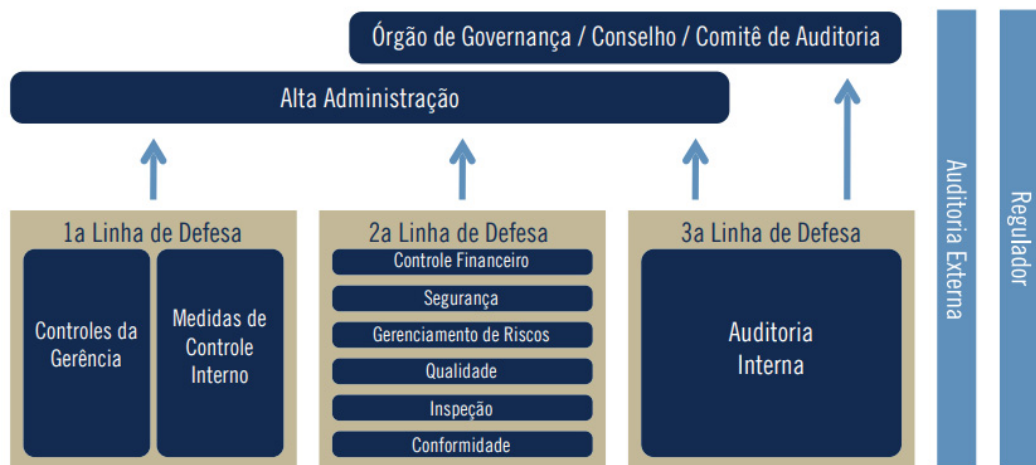 Órgão de Governança / Conselho / Comitê de Auditoria
Alta Administração
1a Linha de Defesa
Controles da
Gerência
Medidas de
Controle
Interno
2a Linha de Defesa
Controle Financeiro
Segurança
Gerenciamento de Riscos
Qualidade
Inspeção
Conformidade
3a Linha de Defesa
Auditoria
Interna
Auditoria Externa
Regulador